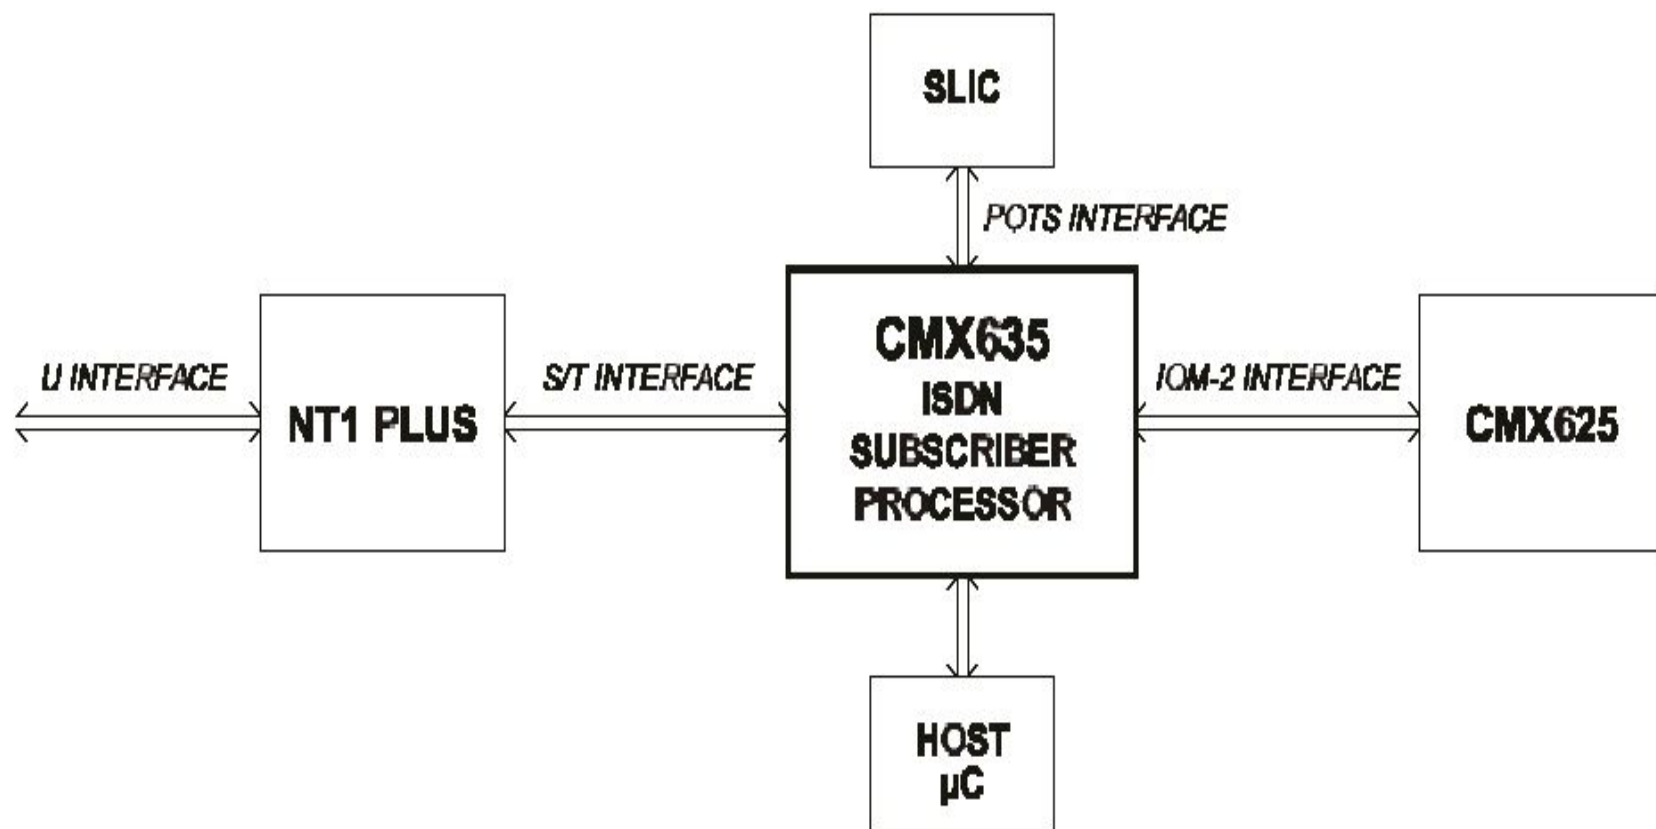 SLIC
POTS INTERFACE
U INTERFACE
NT1 PLUS
S/T INTERFACE
CMX635
ISDN
SUBSCRIBER
PROCESSOR
IOM-2 INTERFACE
CMX625
HOST
µC